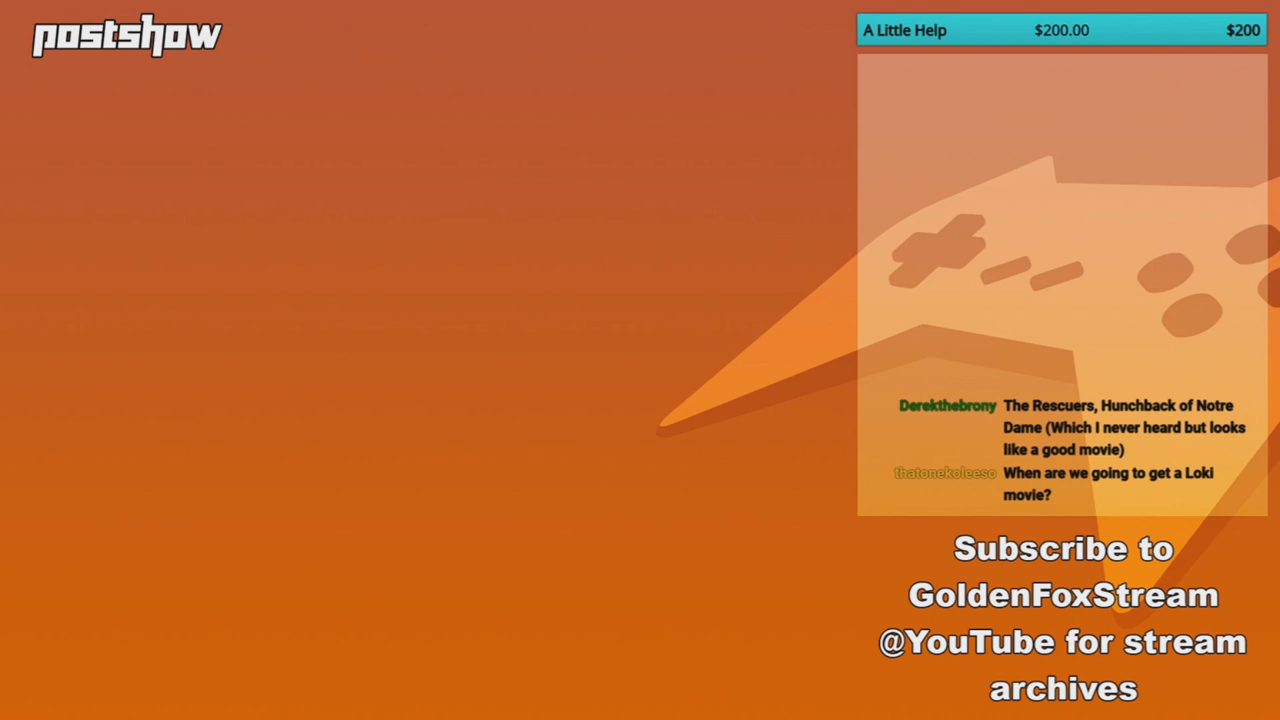 postshow
A Little Help $200.00 $200
Derekthebrony The Rescuers, Hunchback of Notre
Dame (Which I never heard but looks
like a good movie)
thatonekoleeso When are we going to get a Loki
movie?
Subscribe to
GoldenFoxStream
@YouTube for stream
archives